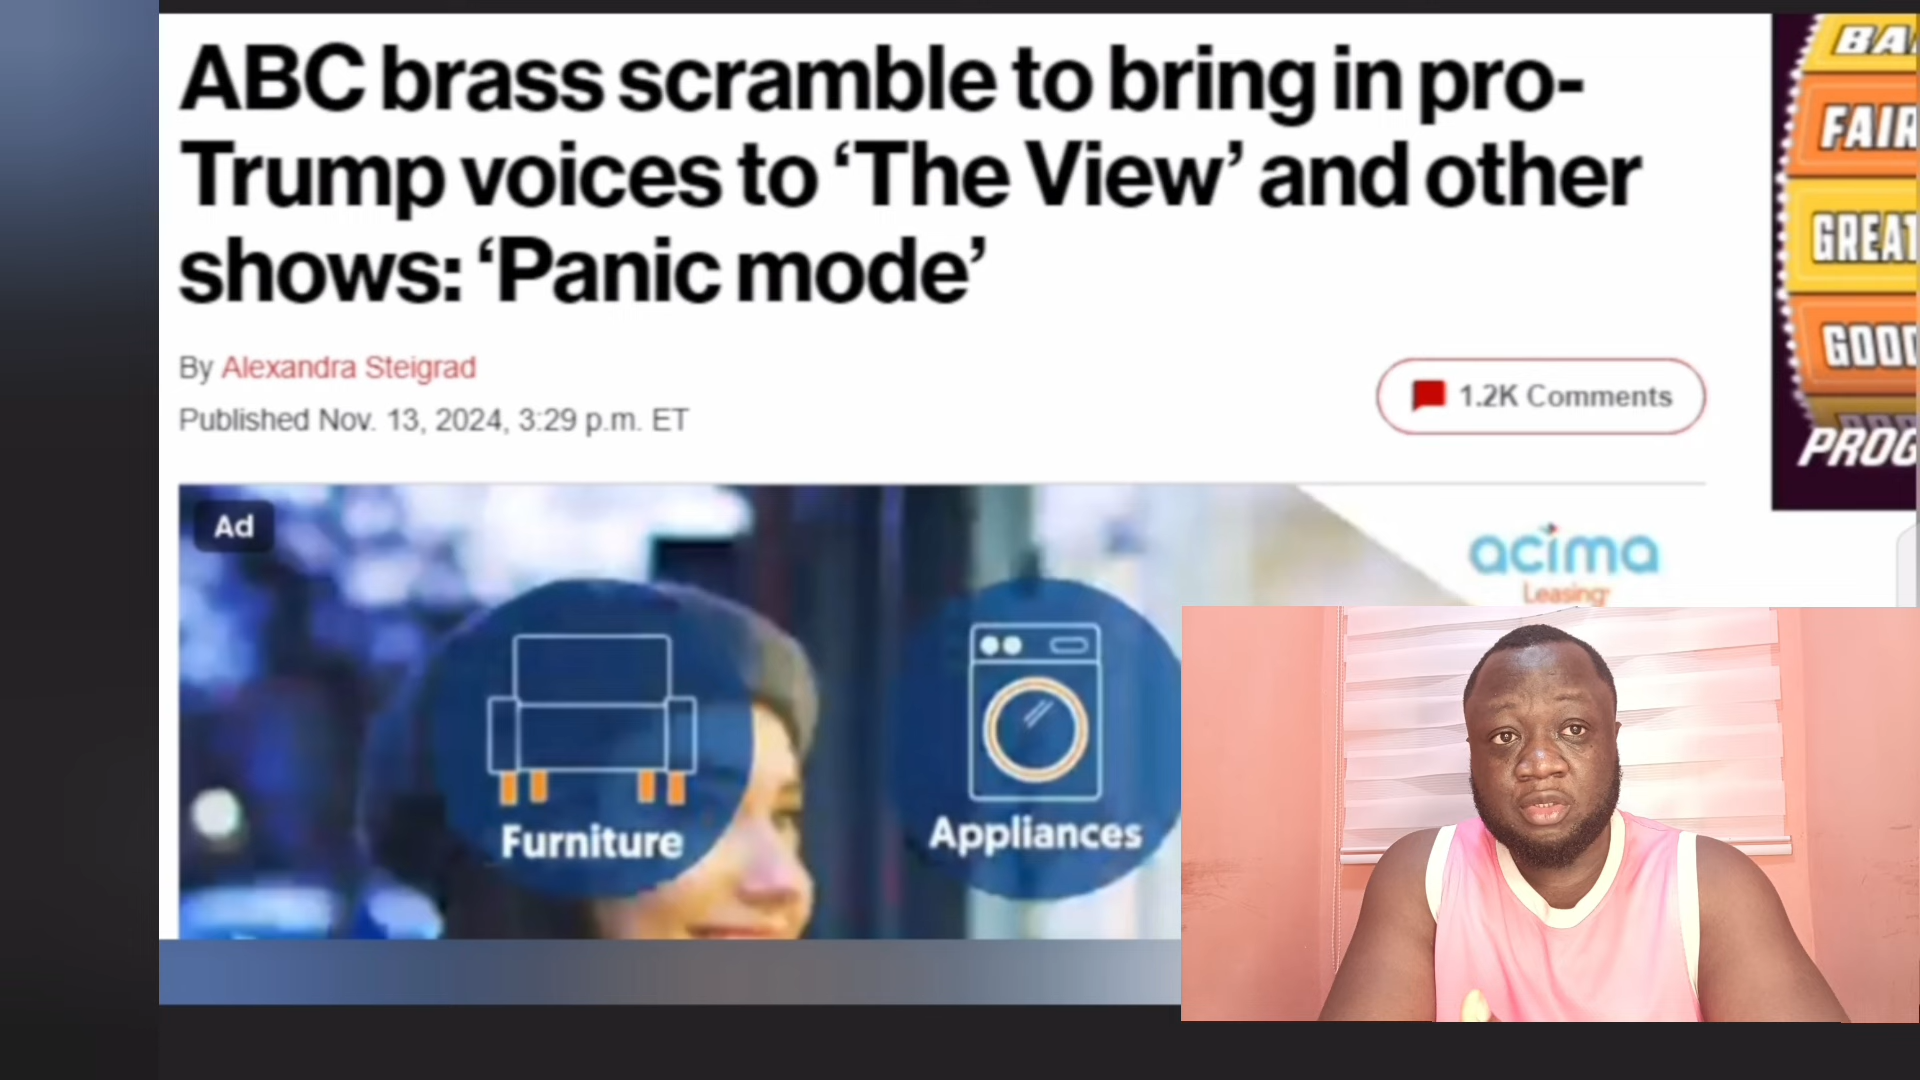 ABC brass scramble to bring in pro-
Trump voices to ‘The View’ and other
shows: ‘Panic mode’
By Alexandra Steigrad
Published Nov. 13, 2024, 3:29 p.m. ET
1.2K Comments
Ad
acima
Leasing
Furniture
Appliances
BA
FAIR
GREAT
GOOD
PROG